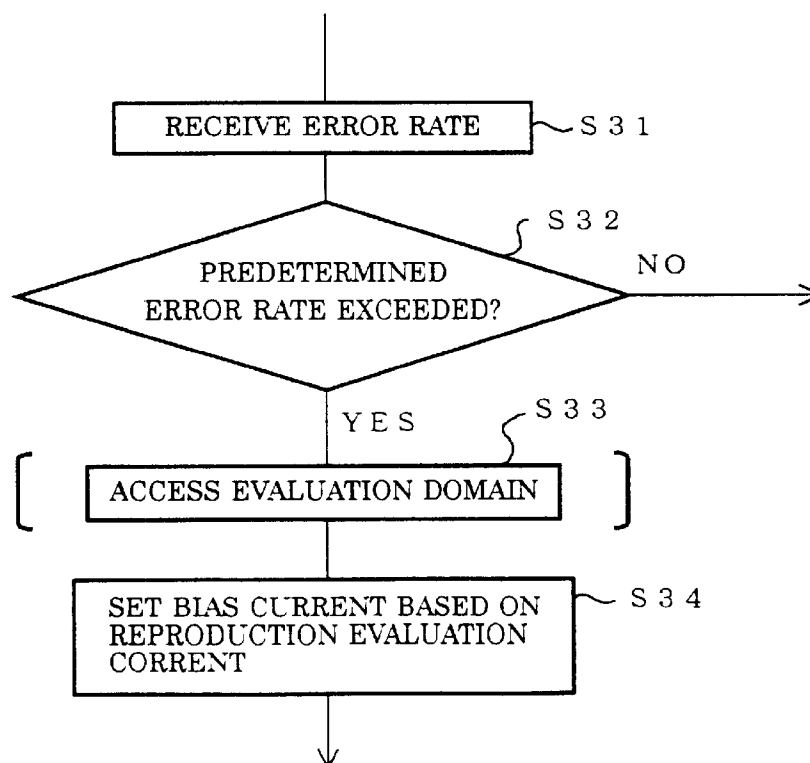 RECEIVE ERROR RATE
S31
S32
PREDETERMINED
ERROR RATE EXCEEDED?
NO
YES
S33
ACCESS EVALUATION DOMAIN
SET BIAS CURRENT BASED ON
REPRODUCTION EVALUATION
CORRENT
S34